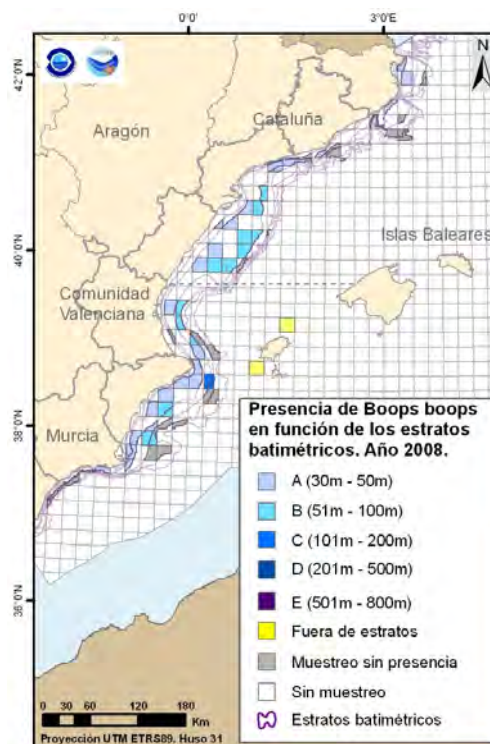 0°0' 3°0'E
N
42°0'N
Aragón
Cataluña
40°0'N
Islas Baleares
Comunidad
Valenciana
38°0'N
Murcia
36°0'N
Presencia de Boops boops
en función de los estratos
batimétricos. Año 2008.
A (30m - 50m)
B (51m - 100m)
C (101m - 200m)
D (201m - 500m)
E (501m - 800m)
Fuera de estratos
Muestreo sin presencia
Sin muestreo
Estratos batimétricos
0 30 60 120 180
Km
Proyección UTM ETRS89. Huso 31